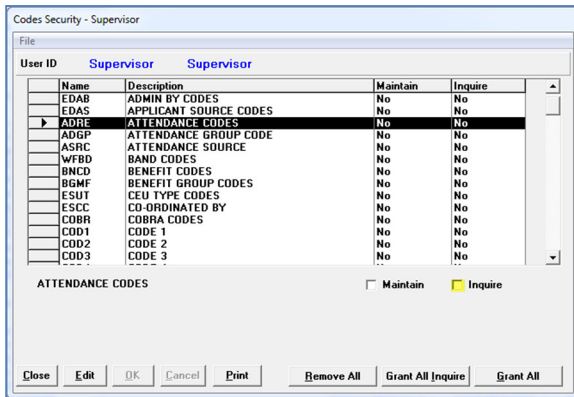 Codes Security - Supervisor
File
User ID Supervisor Supervisor
Name Description Maintain Inquire
EDAB ADMIN BY CODES No No
EDAS APPLICANT SOURCE CODES No No
ADRE ATTENDANCE CODES No No
ADGP ATTENDANCE GROUP CODE No No
ASRC ATTENDANCE SOURCE No No
WFBD BAND CODES No No
BNCD BENEFIT CODES No No
BGMF BENEFIT GROUP CODES No No
ESUT CEU TYPE CODES No No
ESCC CO-ORDINATED BY No No
COBR COBRA CODES No No
COD1 CODE 1 No No
COD2 CODE 2 No No
COD3 CODE 3 No No
ATTENDANCE CODES Maintain Inquire
Close Edit OK Cancel Print Remove All Grant All Inquire Grant All